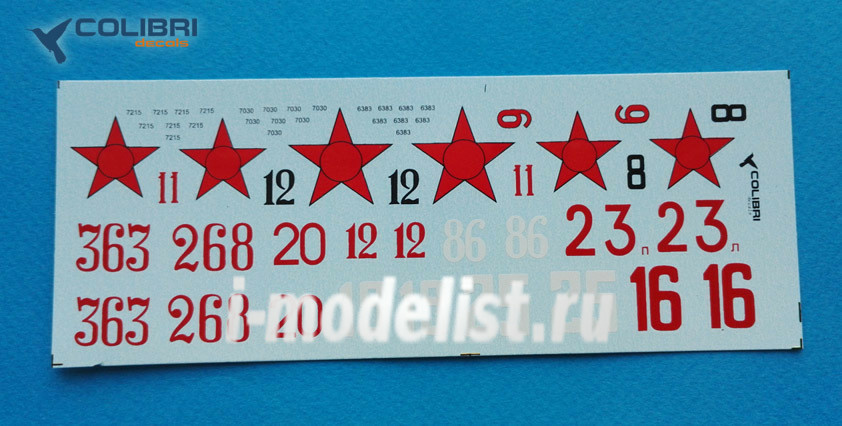 COLIBRI
decals
7215 7215 7215 7215 7030 7030 7030 7030 6383 6383 6383 6383
7215 7215 7215 7030 7030 7030 6383 6383 6383
7215 7030 6383
9 9 8
11 12 12 11 8
COLIBRI
363 268 20 12 12 86 86 23 п 23 л
363 268 20 16 16
i-modelist.ru